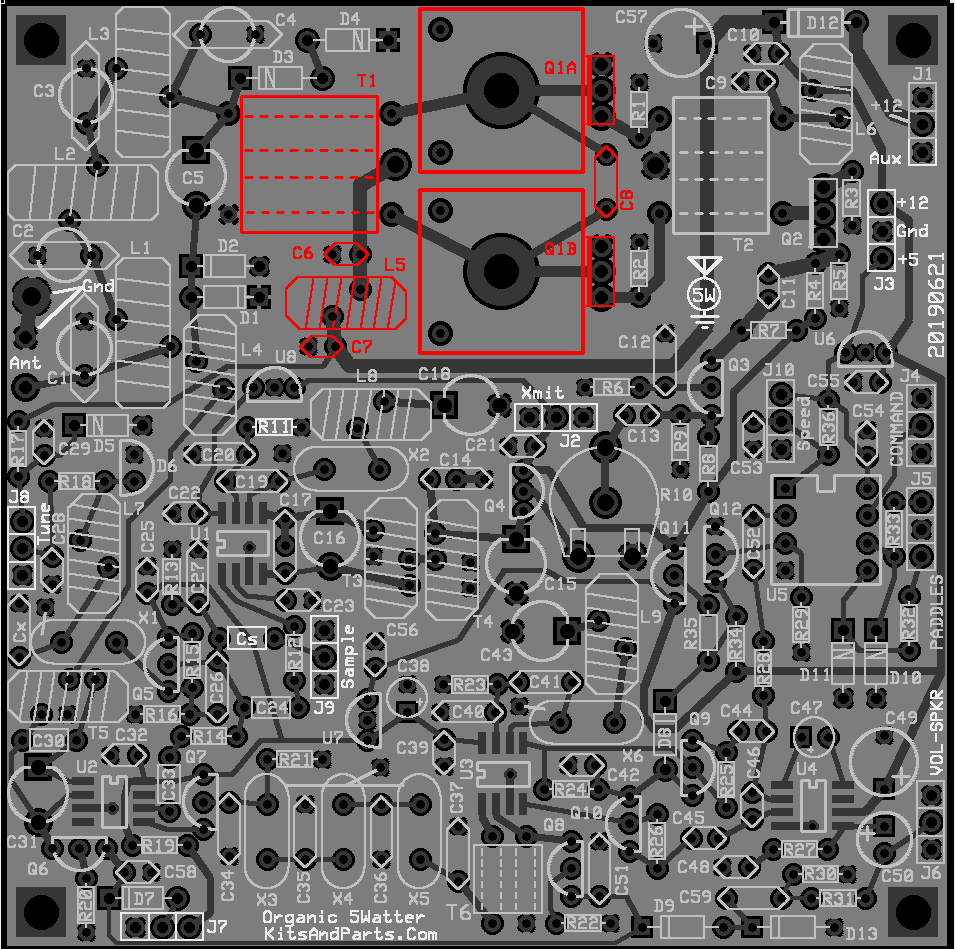 C4
D4
C57
D12
L3
C10
D3
T1
Q1A
C9
J1
C3
R1
+12
L6
L2
Aux
C5
C8
R3
+12
C2
Q2
Gnd
L1
D2
C6
Q1B
T2
+5
L5
R2
5W
C11
R4
R5
J3
Gnd
D1
20190621
Ant
L4
U8
C7
C12
R7
U6
Q3
C1
L8
C18
R6
J10
C55
J4
Xmit
R17
C29
D5
R11
J2
C13
R9
Speed
R36
C54
COMMAND
C20
X2
C21
R8
C53
D6
J8
R18
C19
C14
Q4
R10
J5
Tune
C28
L7
C22
C17
Q11
Q12
R33
C25
U1
C16
C52
R13
C27
T3
C15
U5
Cx
X1
C23
T4
L9
R29
R32
PADDLES
Cs
R12
Sample
C56
C43
R35
R34
R15
R28
D11
D10
Q5
C26
C38
R23
C41
R16
C24
J9
C40
C44
C47
C49
VOL-SPKR
C30
T5
R14
U7
D8
Q9
C32
C39
X6
U2
Q7
R21
U3
C42
R25
C46
U4
C33
C37
R24
Q10
C31
R19
Q8
R26
C45
R27
C50
Q6
C58
C34
C35
C36
C51
C48
R30
J6
R20
D7
X3
X4
X5
T6
C59
R31
J7
Organic 5Watter
R22
D9
D13
KitsAndParts.Com